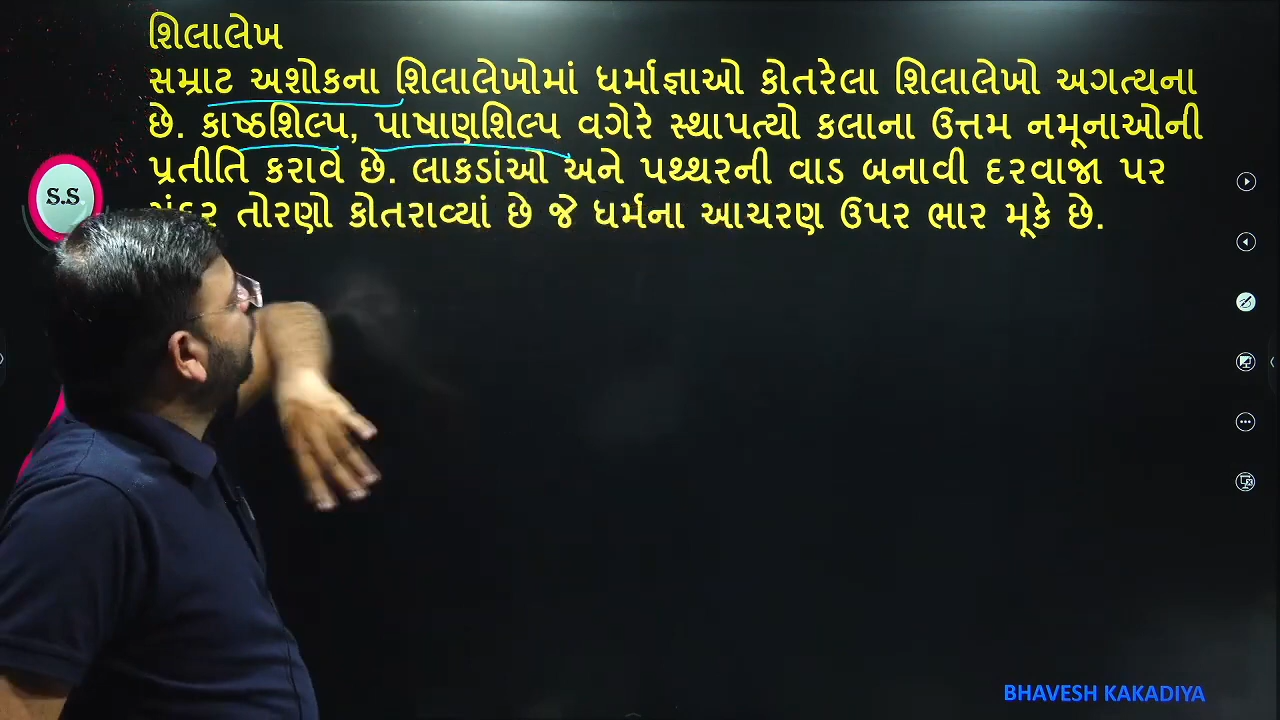 શિલાલેખ
સમ્રાટ અશોકના શિલાલેખોમાં ધર્માજ્ઞાઓ કોતરેલા શિલાલેખો અગત્યના
છે. કાષ્ઠશિલ્પ, પાષાણશિલ્પ વગેરે સ્થાપત્યો કલાના ઉત્તમ નમૂનાઓની
પ્રતીતિ કરાવે છે. લાકડાંઓ અને પથ્થરની વાડ બનાવી દરવાજા પર
તોરણો કોતરાવ્યાં છે જે ધર્મના આચરણ ઉપર ભાર મૂકે છે.
S.S.
BHAVESH KAKADIYA